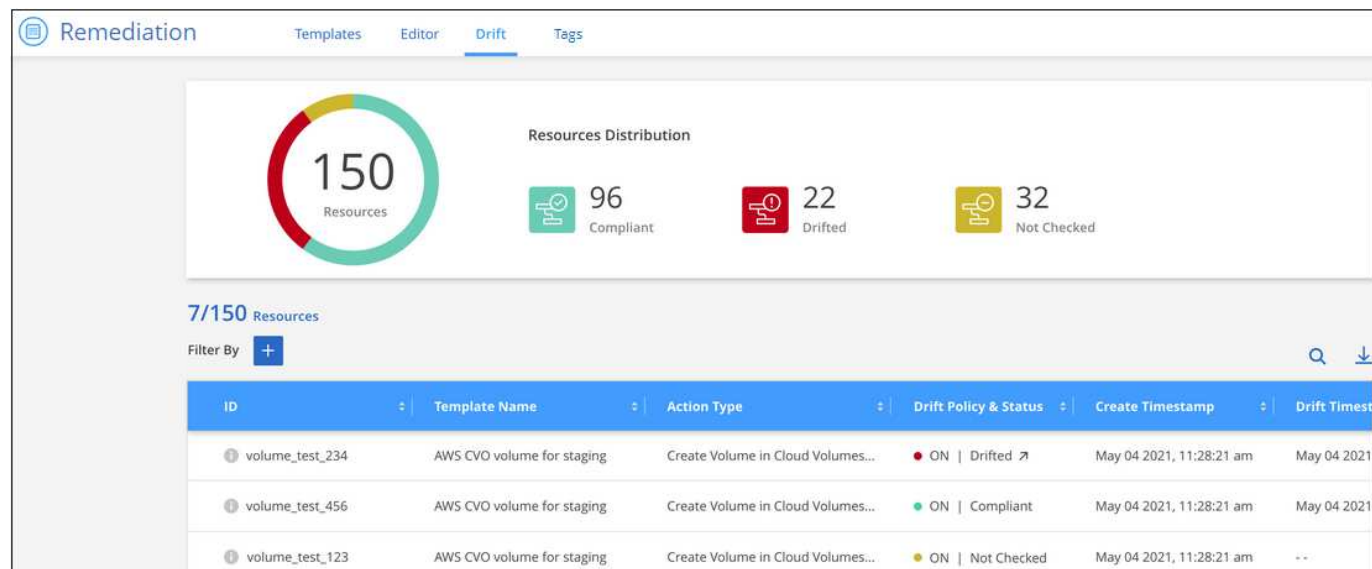 Remediation Templates Editor Drift Tags
Resources Distribution
150
Resources
96
Compliant
22
Drifted
32
Not Checked
7/150 Resources
Filter By +
ID Template Name Action Type Drift Policy & Status Create Timestamp Drift Timest
volume_test_234 AWS CVO volume for staging Create Volume in Cloud Volumes... ON | Drifted May 04 2021, 11:28:21 am May 04 2021
volume_test_456 AWS CVO volume for staging Create Volume in Cloud Volumes... ON | Compliant May 04 2021, 11:28:21 am May 04 2021
volume_test_123 AWS CVO volume for staging Create Volume in Cloud Volumes... ON | Not Checked May 04 2021, 11:28:21 am --